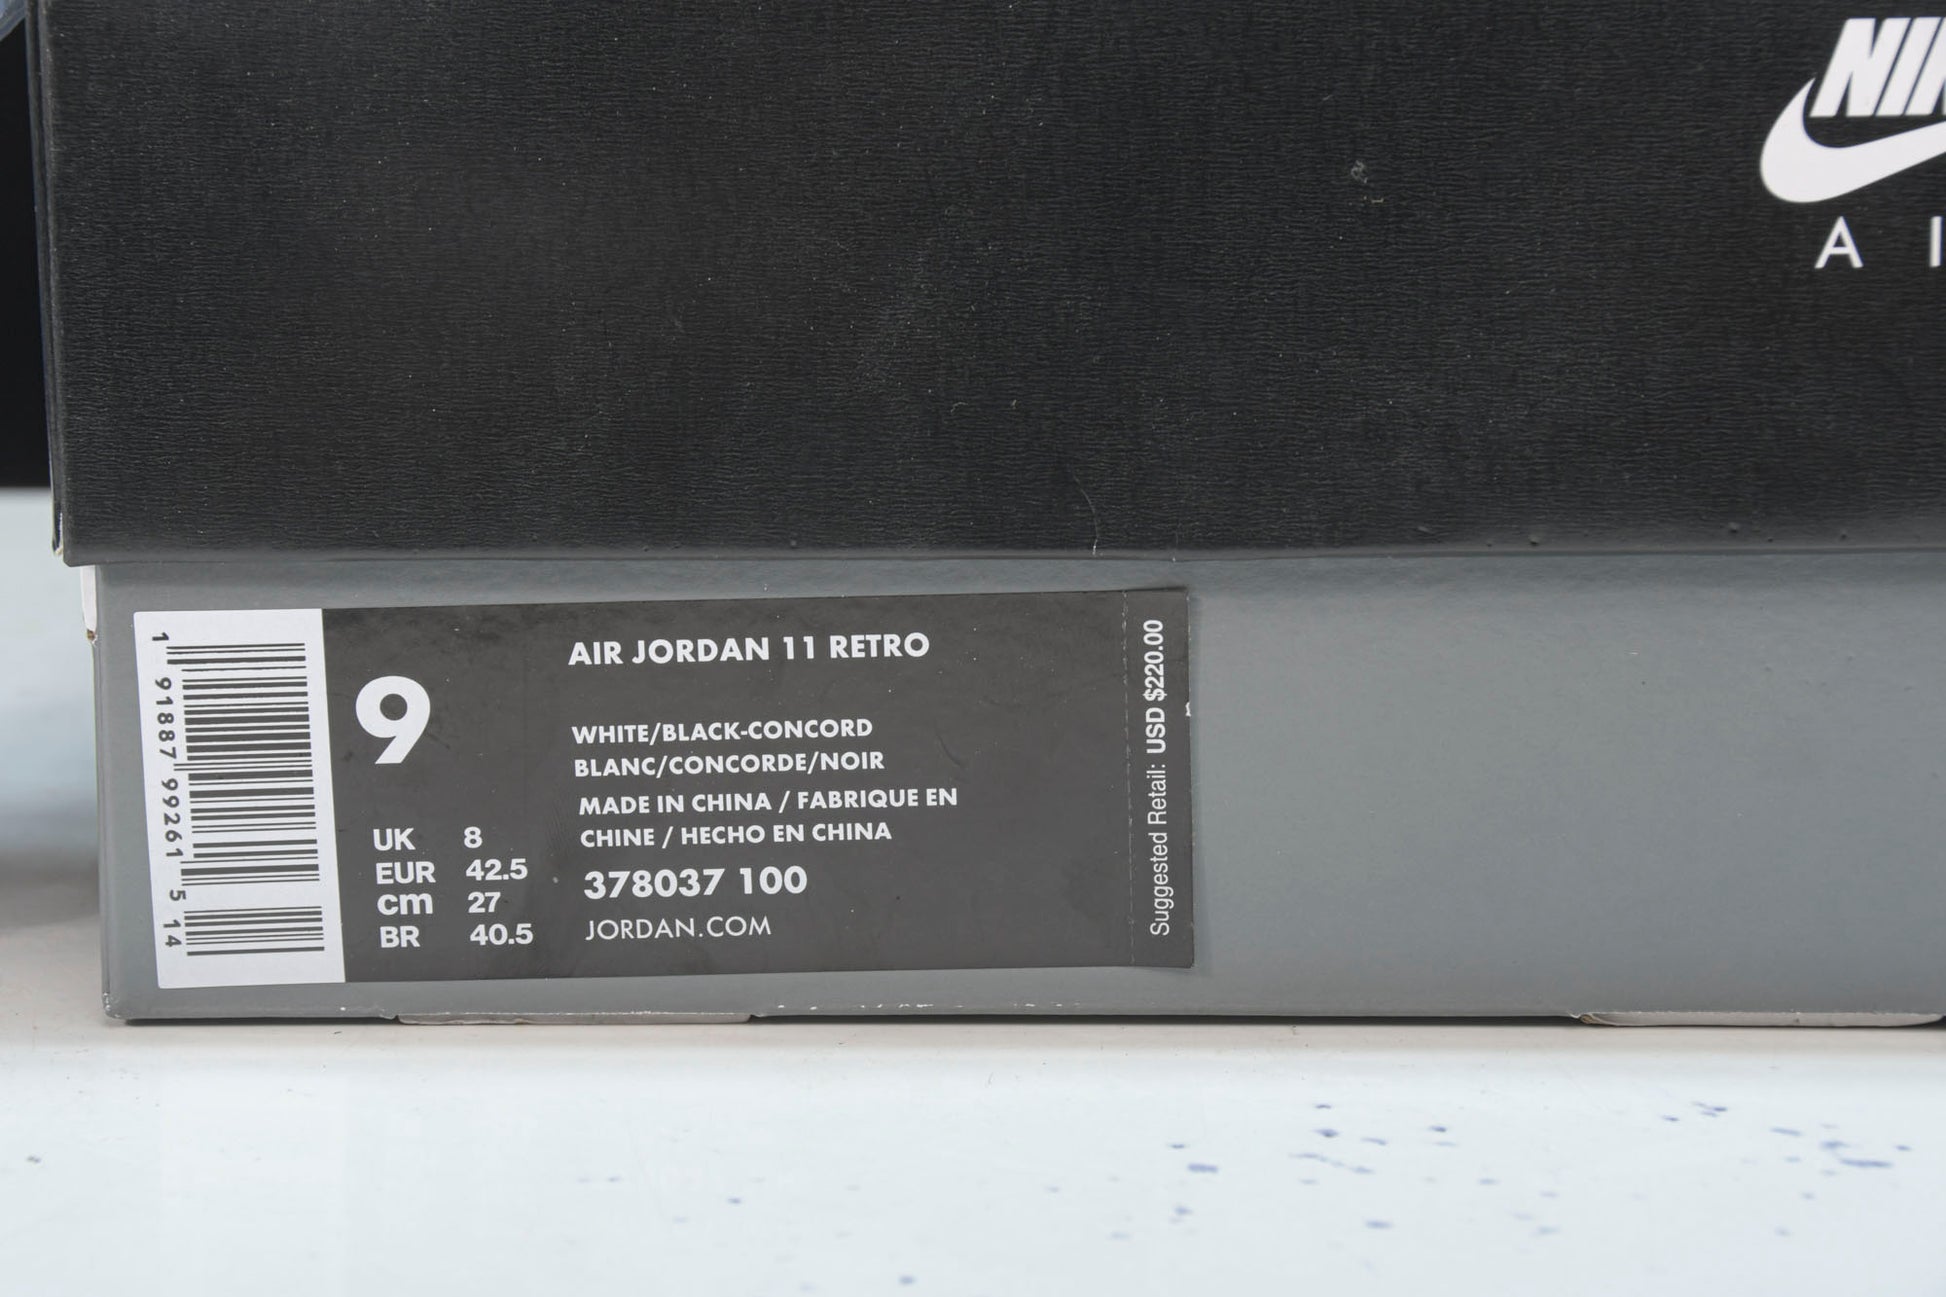 AIR JORDAN 11 RETRO
9
WHITE/BLACK-CONCORD
BLANC/CONCORDE/NOIR
MADE IN CHINA / FABRIQUE EN
CHINE / HECHO EN CHINA
378037 100
JORDAN.COM
UK 8
EUR 42.5
cm 27
BR 40.5
1 91887 99261 5 14
Suggested Retail: USD $220.00